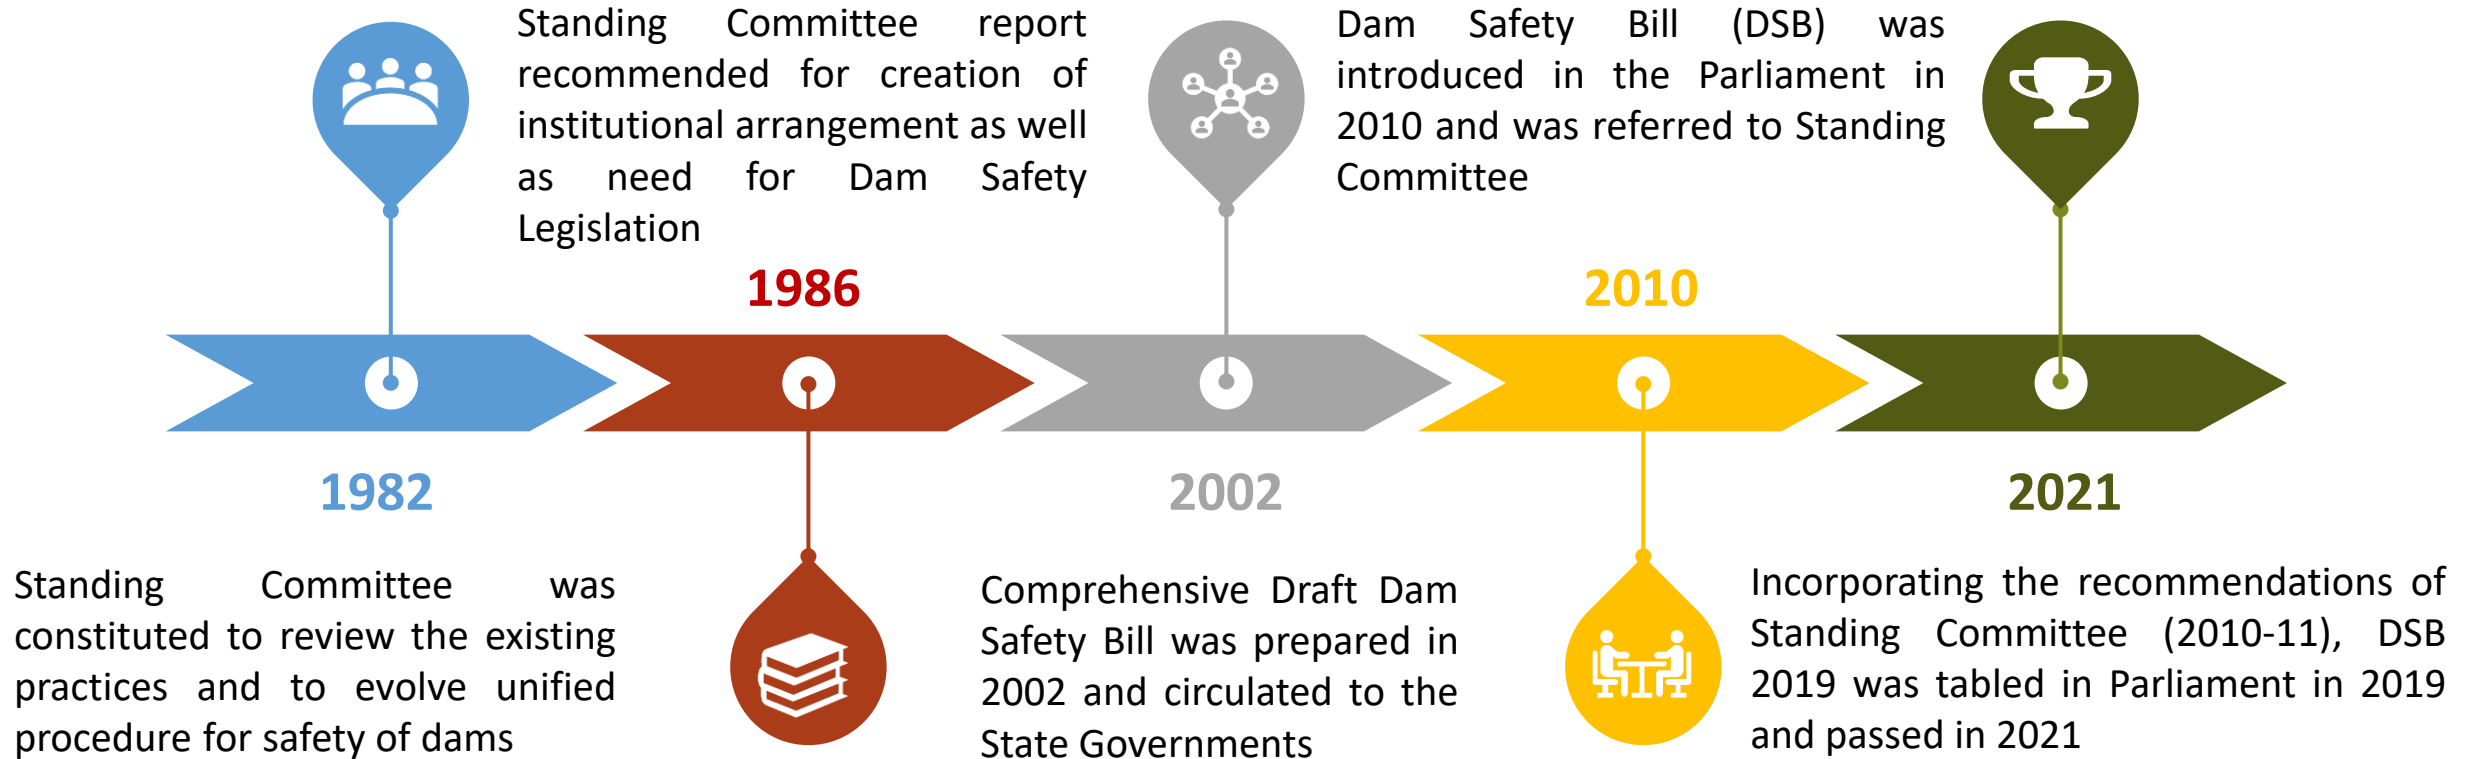 Standing Committee report
recommended for creation of
institutional arrangement as well
as need for Dam Safety
Legislation
Dam Safety Bill (DSB) was
introduced in the Parliament in
2010 and was referred to Standing
Committee
1986
2010
1982
2002
2021
Standing Committee was
constituted to review the existing
practices and to evolve unified
procedure for safety of dams
Comprehensive Draft Dam
Safety Bill was prepared in
2002 and circulated to the
State Governments
Incorporating the recommendations of
Standing Committee (2010-11), DSB
2019 was tabled in Parliament in 2019
and passed in 2021